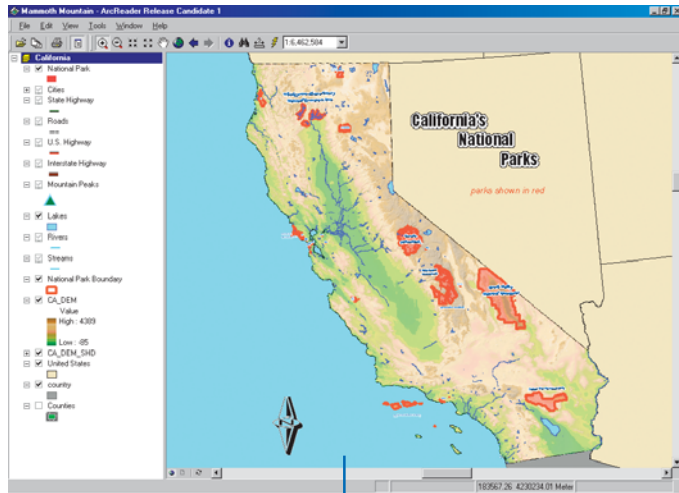 Mammoth Mountain - ArcReader Release Candidate 1
File Edit View Tools Window Help
1:6,462,504
California
National Park
Cities
State Highway
Roads
U.S. Highway
Interstate Highway
Mountain Peaks
Lakes
Rivers
Streams
National Park Boundary
CA_DEM
Value
High : 4389
Low : -85
CA_DEM_SHD
United States
country
Counties
California's
National
Parks
parks shown in red
183567.26 4230234.01 Meter